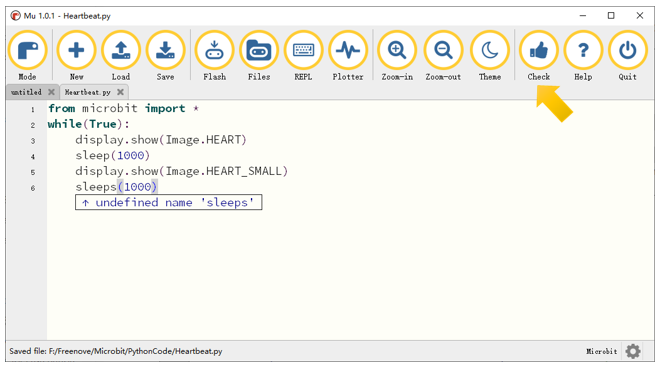 Mu 1.0.1 - Heartbeat.py
Mode New Load Save Flash Files REPL Plotter Zoom-in Zoom-out Theme Check Help Quit
untitled Heartbeat.py
1 from microbit import *
2 while(True):
3 display.show(Image.HEART)
4 sleep(1000)
5 display.show(Image.HEART_SMALL)
6 sleeps(1000)
↑ undefined name 'sleeps'
Saved file: F:/Freenove/Microbit/PythonCode/Heartbeat.py Microbit